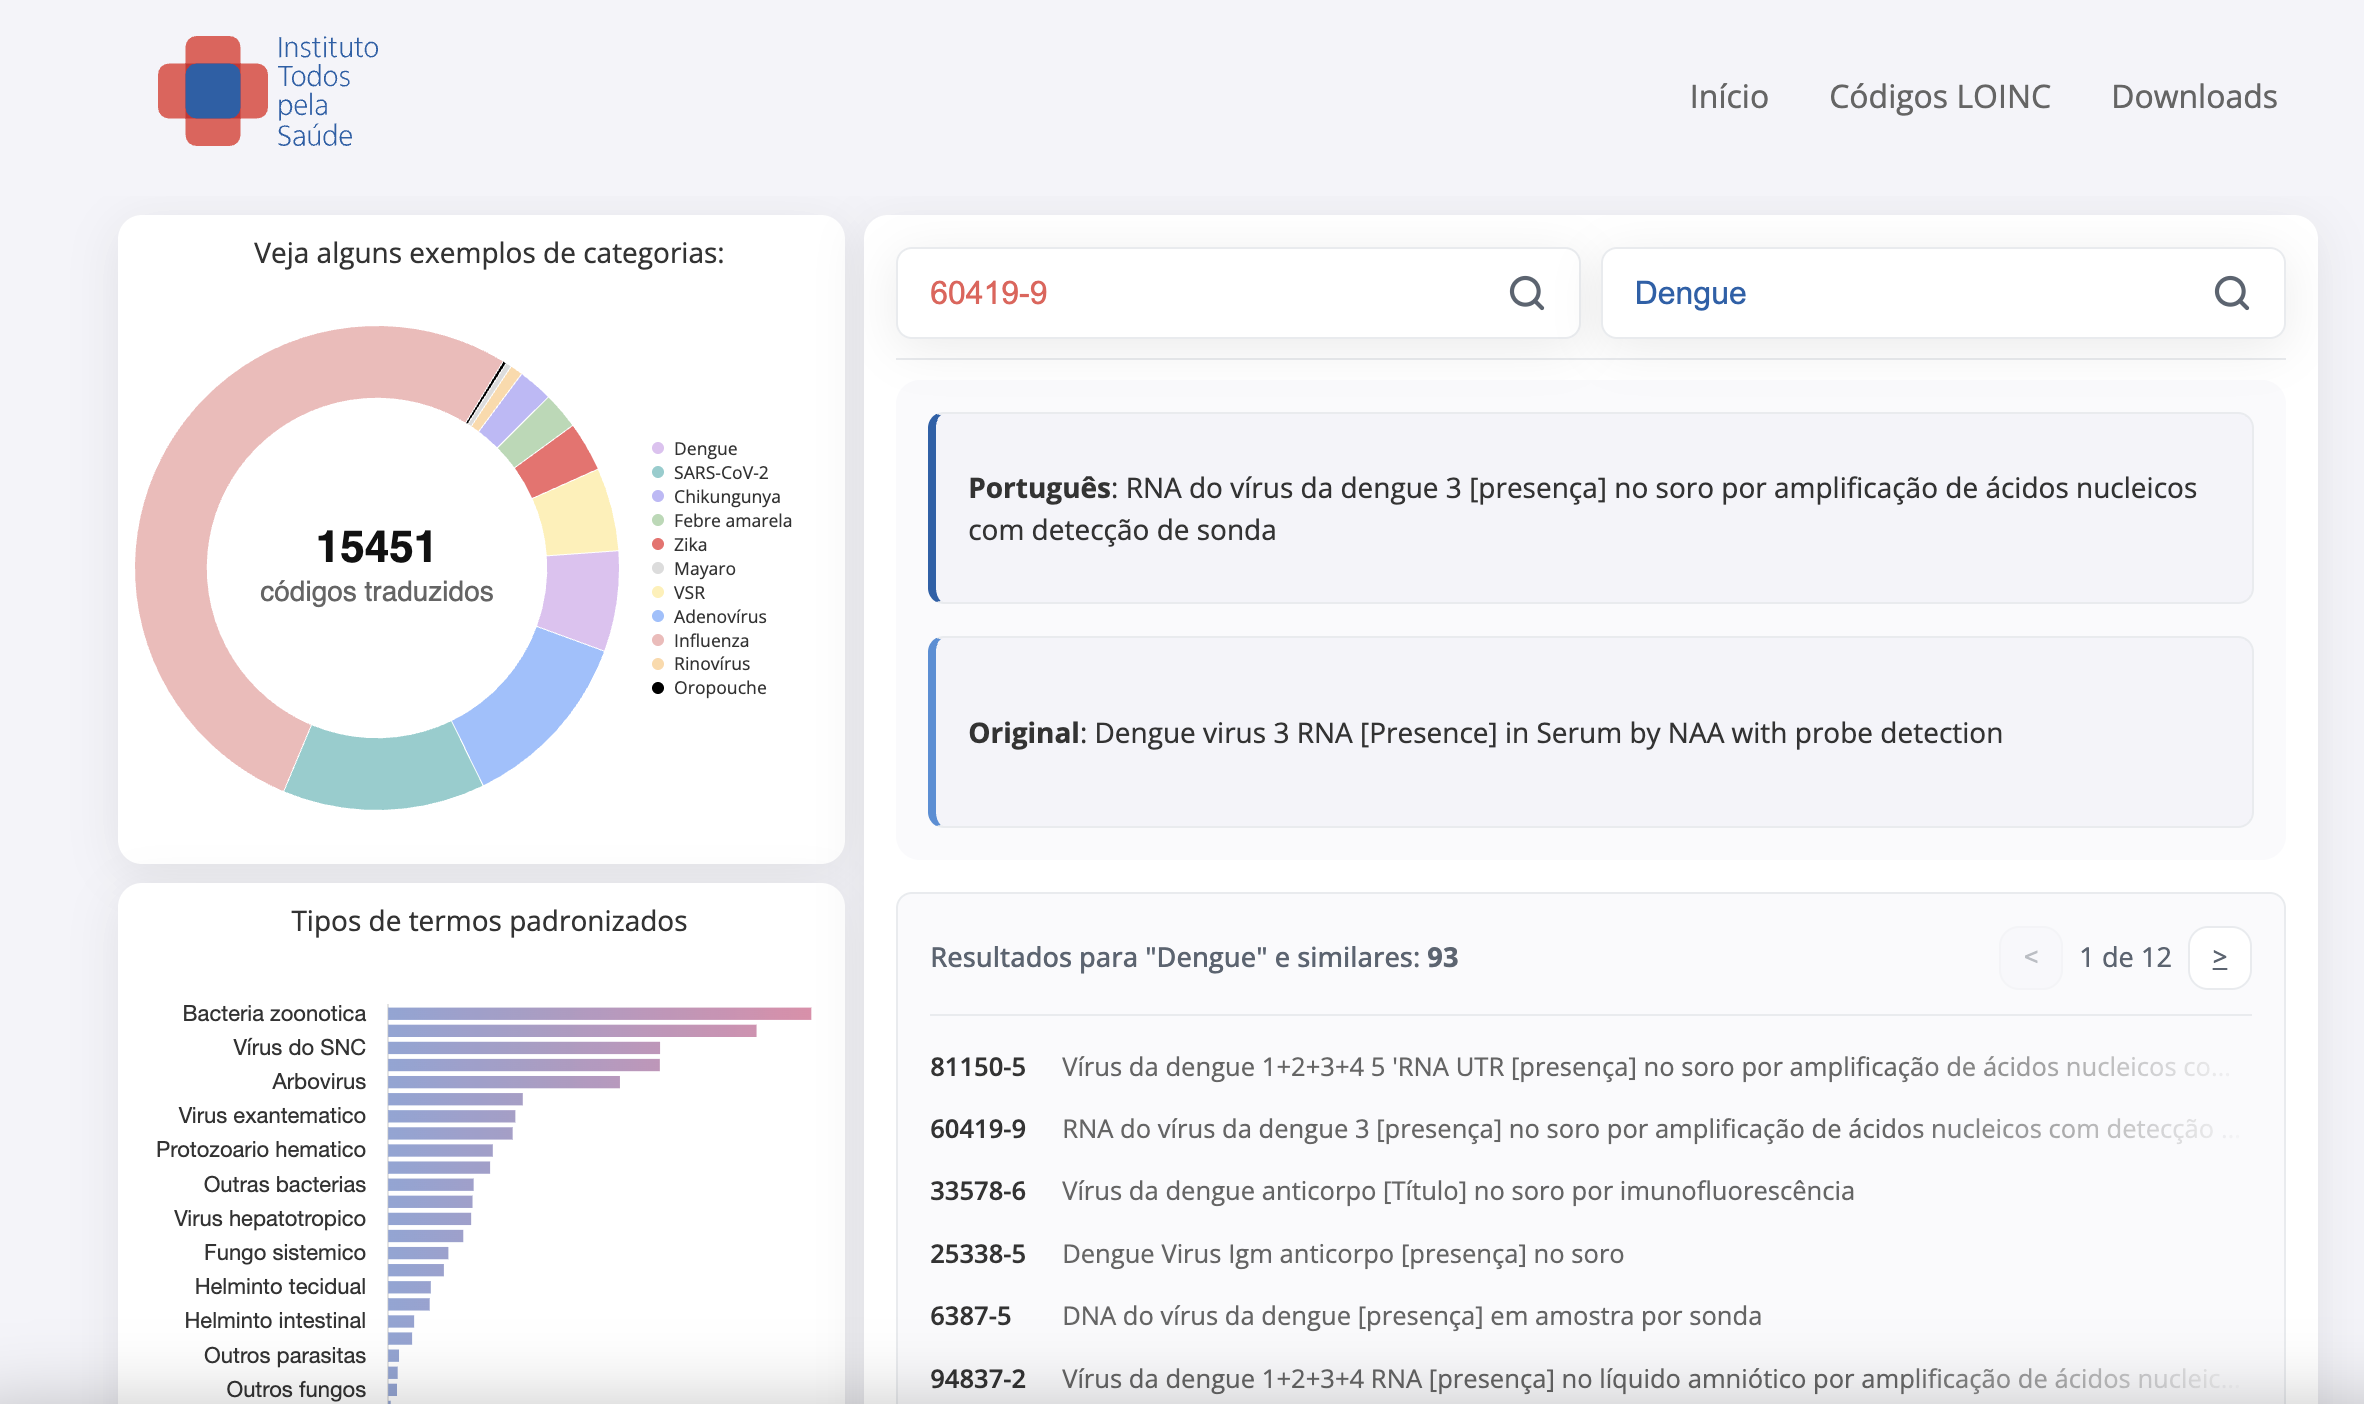 Instituto
Todos
pela
Saúde
Início
Códigos LOINC
Downloads
Veja alguns exemplos de categorias:
15451
códigos traduzidos
Dengue
SARS-CoV-2
Chikungunya
Febre amarela
Zika
Mayaro
VSR
Adenovírus
Influenza
Rinovírus
Oropouche
Tipos de termos padronizados
Bacteria zoonotica
Vírus do SNC
Arbovirus
Virus exantematico
Protozoario hematico
Outras bacterias
Virus hepatotropico
Fungo sistemico
Helminto tecidual
Helminto intestinal
Outros parasitas
Outros fungos
60419-9
Dengue
Português: RNA do vírus da dengue 3 [presença] no soro por amplificação de ácidos nucleicos
com detecção de sonda
Original: Dengue virus 3 RNA [Presence] in Serum by NAA with probe detection
Resultados para "Dengue" e similares: 93
< 1 de 12 >
81150-5 Vírus da dengue 1+2+3+4 5 'RNA UTR [presença] no soro por amplificação de ácidos nucleicos co...
60419-9 RNA do vírus da dengue 3 [presença] no soro por amplificação de ácidos nucleicos com detecção ...
33578-6 Vírus da dengue anticorpo [Título] no soro por imunofluorescência
25338-5 Dengue Virus Igm anticorpo [presença] no soro
6387-5 DNA do vírus da dengue [presença] em amostra por sonda
94837-2 Vírus da dengue 1+2+3+4 RNA [presença] no líquido amniótico por amplificação de ácidos nucleic...